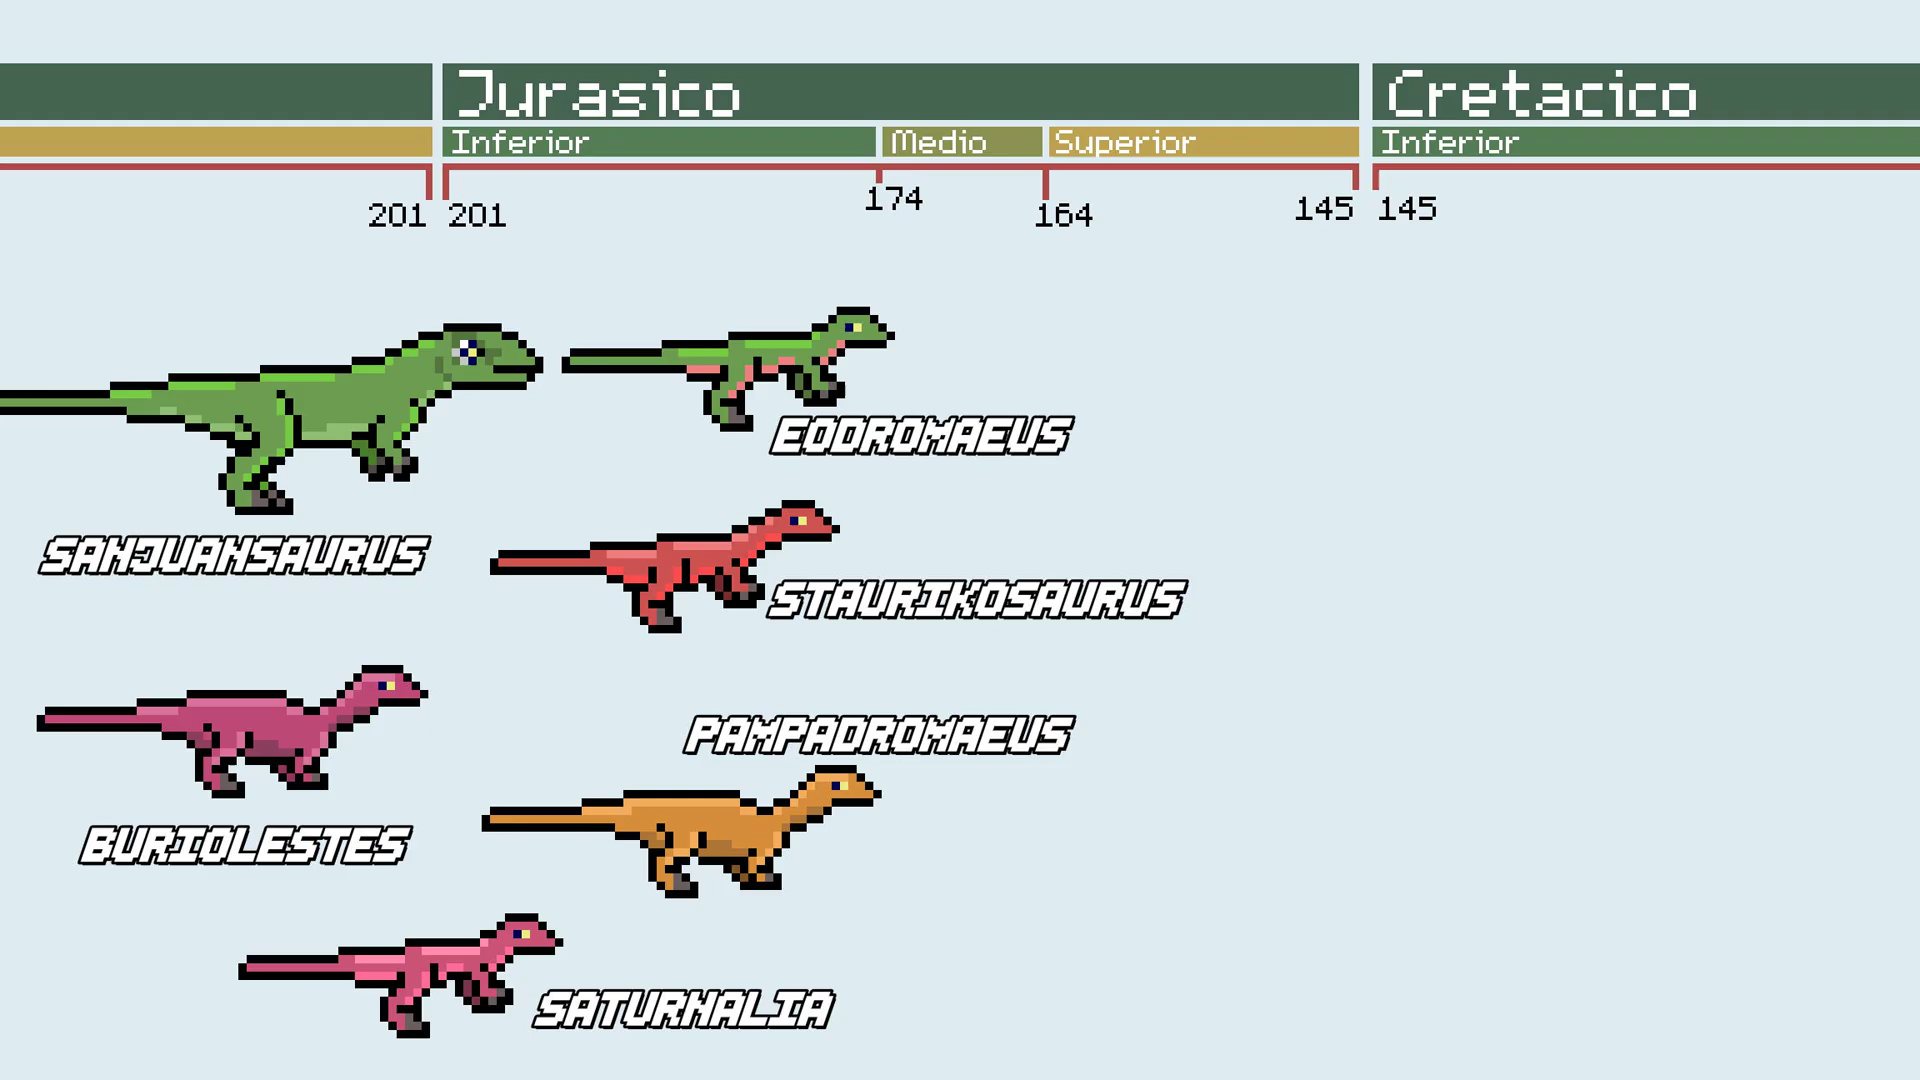 Jurasico
Cretacico
Inferior
Medio
Superior
Inferior
201
201
174
164
145
145
EODROMAEUS
SANJUANSAURUS
STAURIKOSAURUS
PAMPADROMAEUS
BURIOLESTES
SATURNALIA